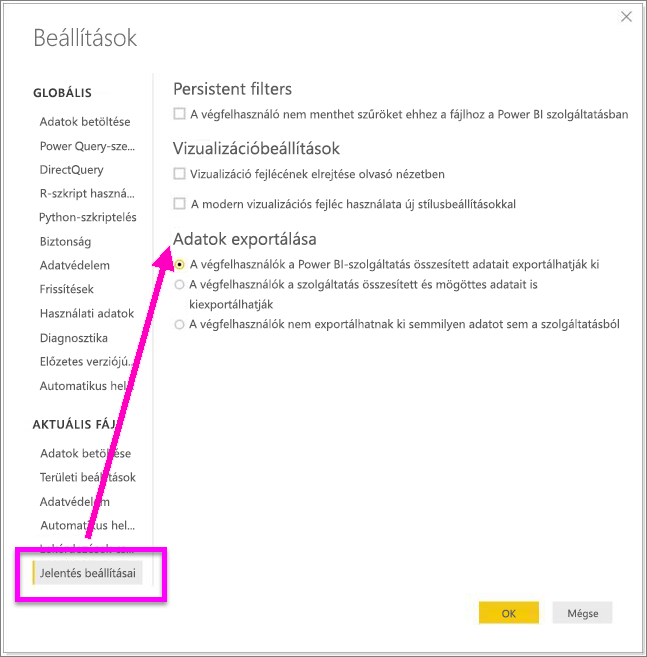 Beállítások
GLOBÁLIS
Adatok betöltése
Power Query-sze...
DirectQuery
R-szkript haszná...
Python-szkriptelés
Biztonság
Adatvédelem
Frissítések
Használati adatok
Diagnosztika
Előzetes verziójú...
Automatikus hel...
AKTUÁLIS FÁJ
Adatok betöltése
Területi beállítások
Adatvédelem
Automatikus hel...
Jelentés beállításai
Persistent filters
A végfelhasználó nem menthet szűröket ehhez a fájlhoz a Power BI szolgáltatásban
Vizualizációbeállítások
Vizualizáció fejlécének elrejtése olvasó nézetben
A modern vizualizációs fejléc használata új stílusbeállításokkal
Adatok exportálása
A végfelhasználók a Power BI-szolgáltatás összesített adatait exportálhatják ki
A végfelhasználók a szolgáltatás összesített és mögöttes adatait is
kiexportálhatják
A végfelhasználók nem exportálhatnak ki semmilyen adatot sem a szolgáltatásból
OK
Mégse